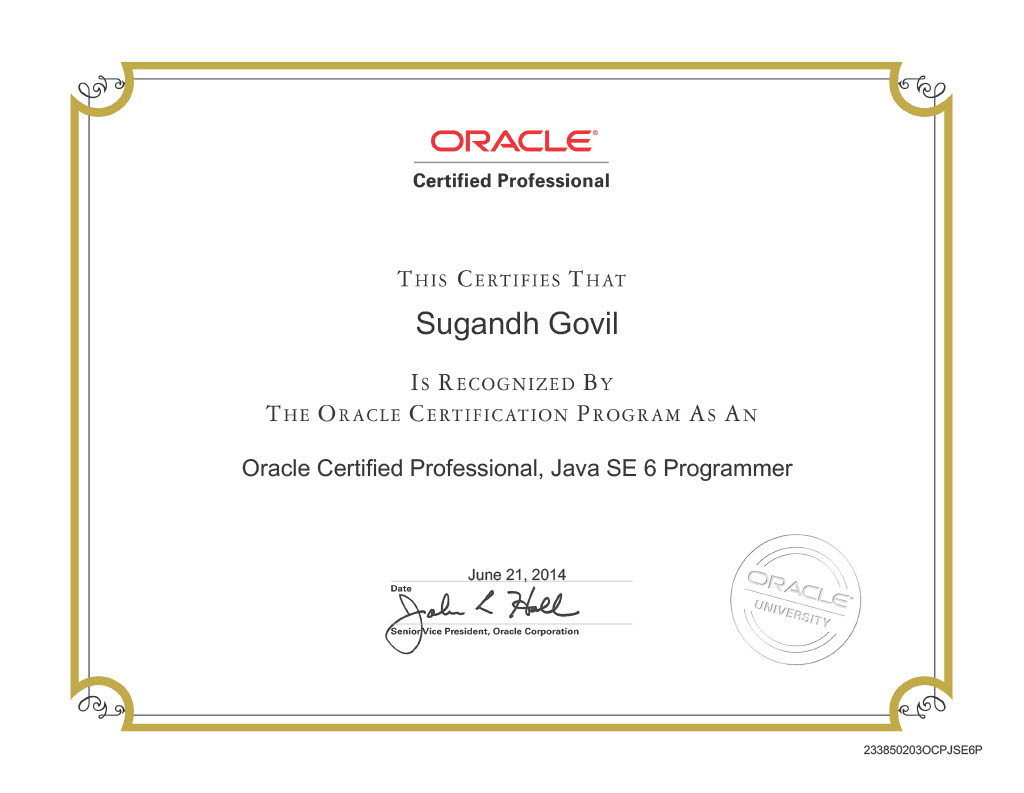 ORACLE®
Certified Professional
THIS CERTIFIES THAT
Sugandh Govil
IS RECOGNIZED BY
THE ORACLE CERTIFICATION PROGRAM AS AN
Oracle Certified Professional, Java SE 6 Programmer
June 21, 2014
Date
John L Hall
Senior Vice President, Oracle Corporation
ORACLE®
UNIVERSITY
233850203OCPJSE6P